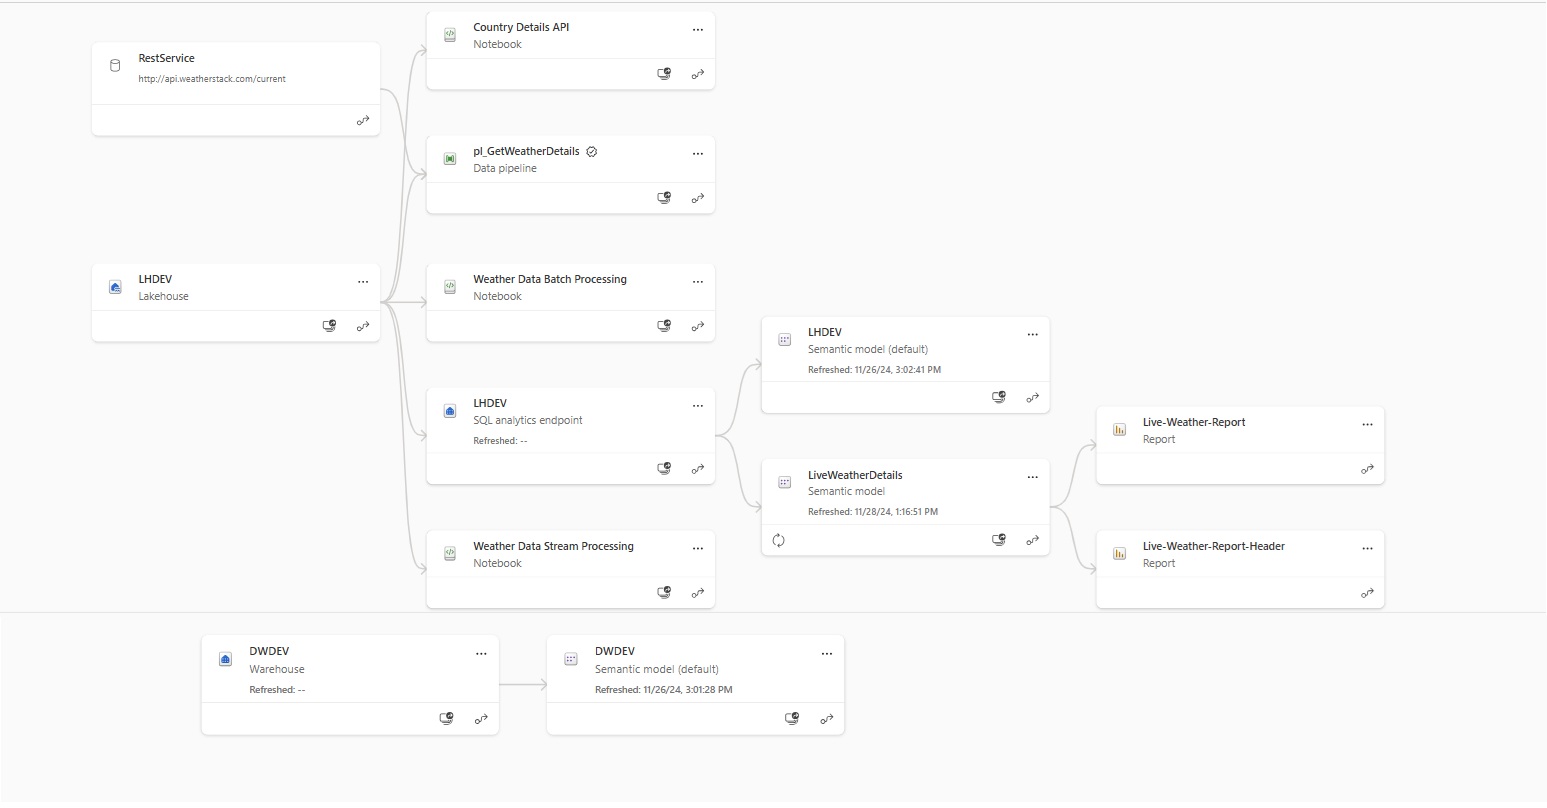 RestService
http://api.weatherstack.com/current
LHDEV
Lakehouse
Country Details API
Notebook
pl_GetWeatherDetails
Data pipeline
Weather Data Batch Processing
Notebook
LHDEV
SQL analytics endpoint
Refreshed: --
Weather Data Stream Processing
Notebook
LHDEV
Semantic model (default)
Refreshed: 11/26/24, 3:02:41 PM
LiveWeatherDetails
Semantic model
Refreshed: 11/28/24, 1:16:51 PM
Live-Weather-Report
Report
Live-Weather-Report-Header
Report
DWDEV
Warehouse
Refreshed: --
DWDEV
Semantic model (default)
Refreshed: 11/26/24, 3:01:28 PM